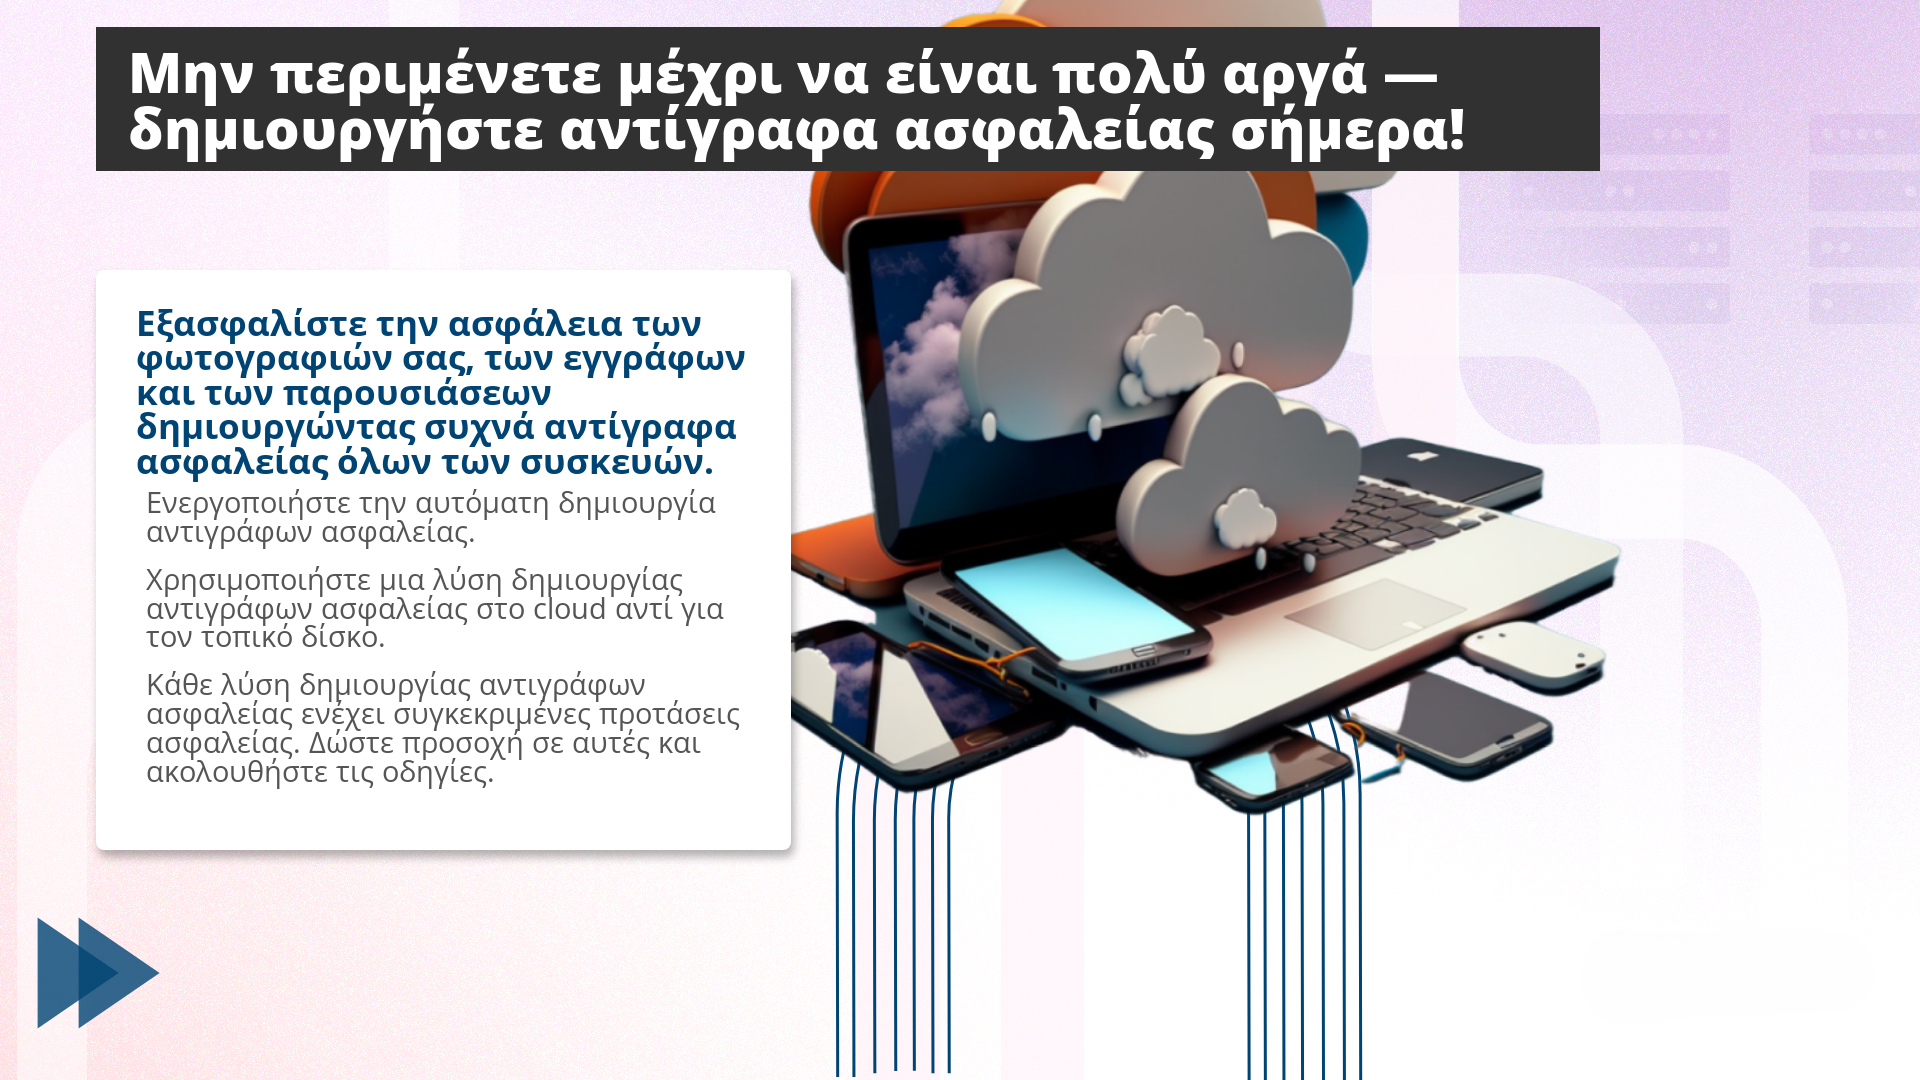 Μην περιμένετε μέχρι να είναι πολύ αργά —
δημιουργήστε αντίγραφα ασφαλείας σήμερα!
Εξασφαλίστε την ασφάλεια των
φωτογραφιών σας, των εγγράφων
και των παρουσιάσεων
δημιουργώντας συχνά αντίγραφα
ασφαλείας όλων των συσκευών.
Ενεργοποιήστε την αυτόματη δημιουργία
αντιγράφων ασφαλείας.
Χρησιμοποιήστε μια λύση δημιουργίας
αντιγράφων ασφαλείας στο cloud αντί για
τον τοπικό δίσκο.
Κάθε λύση δημιουργίας αντιγράφων
ασφαλείας ενέχει συγκεκριμένες προτάσεις
ασφαλείας. Δώστε προσοχή σε αυτές και
ακολουθήστε τις οδηγίες.